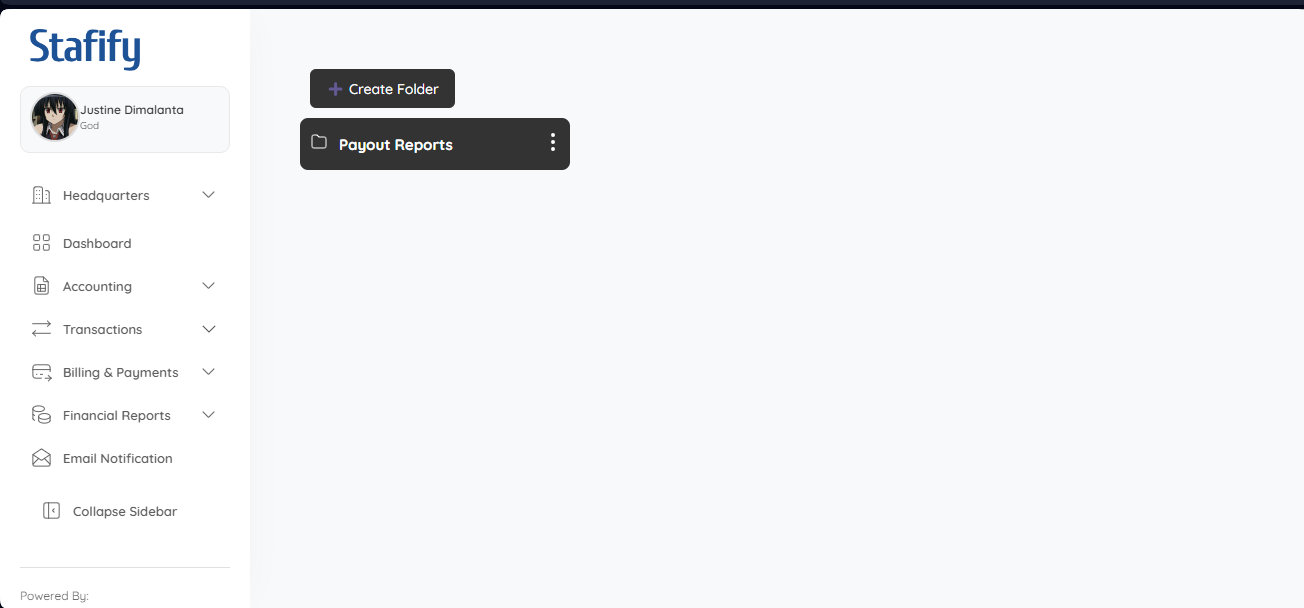 Stafify
Justine Dimalanta
God
Headquarters
Dashboard
Accounting
Transactions
Billing & Payments
Financial Reports
Email Notification
Collapse Sidebar
Powered By:
Create Folder
Payout Reports